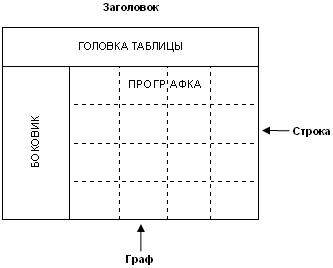 Заголовок
ГОЛОВКА ТАБЛИЦЫ
ПРОГРАФКА
БОКОВИК
Строка
Граф